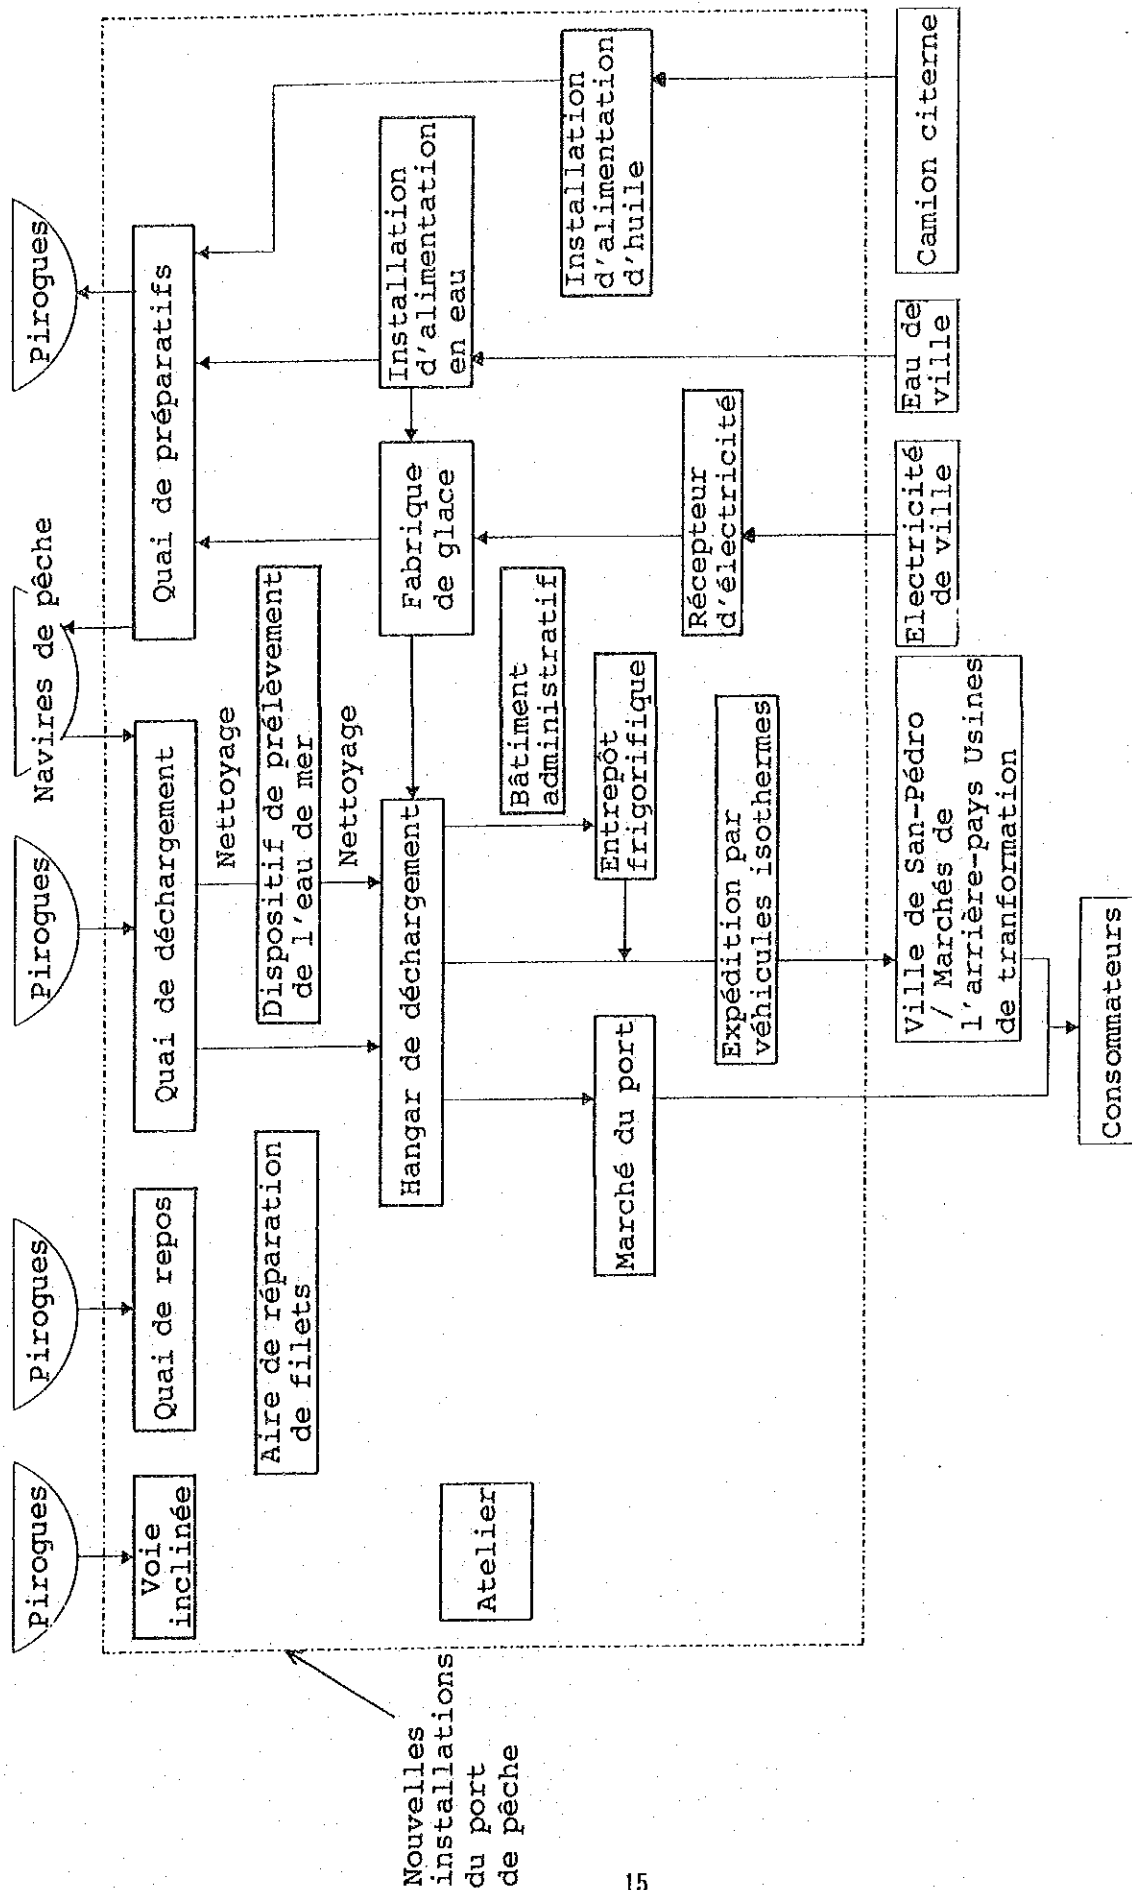 Pirogues
Pirogues
Pirogues
Navires de pêche
Pirogues
Voie
inclinée
Quai de repos
Quai de déchargement
Quai de préparatifs
Nettoyage
Aire de réparation
de filets
Dispositif de prélèvement
de l'eau de mer
Nettoyage
Nouvelles
installations
du port
de pêche
Atelier
Hangar de déchargement
Fabrique
de glace
Installation
d'alimentation
en eau
Bâtiment
administratif
Installation
d'alimentation
d'huile
Marché du port
Entrepôt
frigorifique
Récepteur
d'électricité
Expédition par
véhicules isothermes
Ville de San-Pédro
/ Marchés de
l'arrière-pays Usines
de tranformation
Electricité
de ville
Eau de
ville
Camion citerne
Consommateurs
15